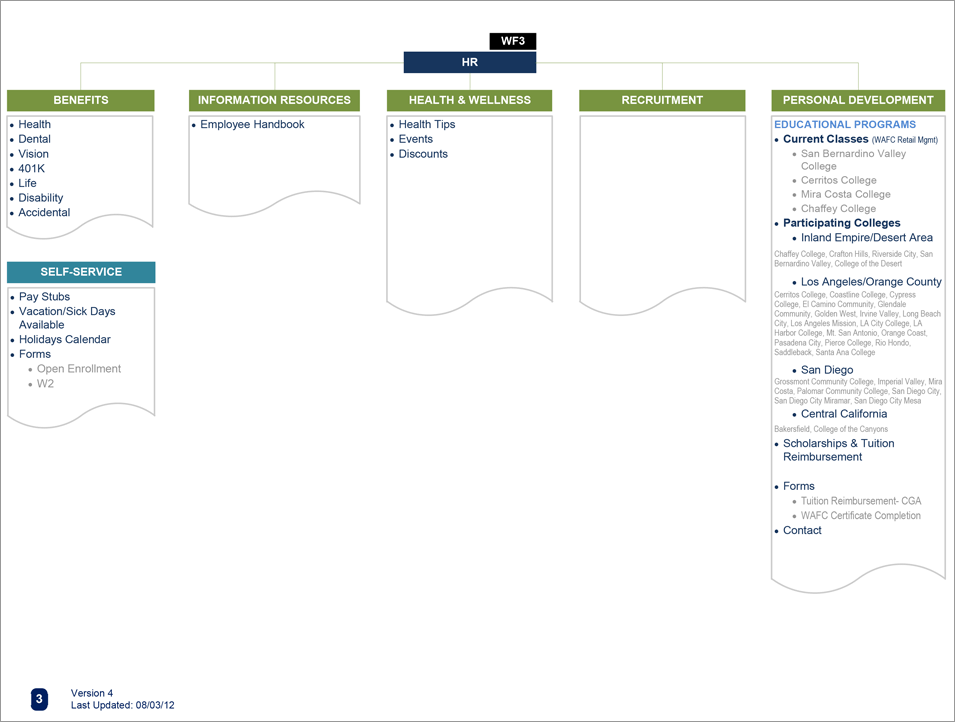 WF3
HR
BENEFITS
Health
Dental
Vision
401K
Life
Disability
Accidental
SELF-SERVICE
Pay Stubs
Vacation/Sick Days
Available
Holidays Calendar
Forms
Open Enrollment
W2
INFORMATION RESOURCES
Employee Handbook
HEALTH & WELLNESS
Health Tips
Events
Discounts
RECRUITMENT
PERSONAL DEVELOPMENT
EDUCATIONAL PROGRAMS
Current Classes (WAFC Retail Mgmt)
San Bernardino Valley
College
Cerritos College
Mira Costa College
Chaffey College
Participating Colleges
Inland Empire/Desert Area
Chaffey College, Crafton Hills, Riverside City, San
Bernardino Valley, College of the Desert
Los Angeles/Orange County
Cerritos College, Coastline College, Cypress
College, El Camino Community, Glendale
Community, Golden West, Irvine Valley, Long Beach
City, Los Angeles Mission, LA City College, LA
Harbor College, Mt. San Antonio, Orange Coast,
Pasadena City, Pierce College, Rio Hondo,
Saddleback, Santa Ana College
San Diego
Grossmont Community College, Imperial Valley, Mira
Costa, Palomar Community College, San Diego City,
San Diego City Miramar, San Diego City Mesa
Central California
Bakersfield, College of the Canyons
Scholarships & Tuition
Reimbursement
Forms
Tuition Reimbursement- CGA
WAFC Certificate Completion
Contact
3
Version 4
Last Updated: 08/03/12